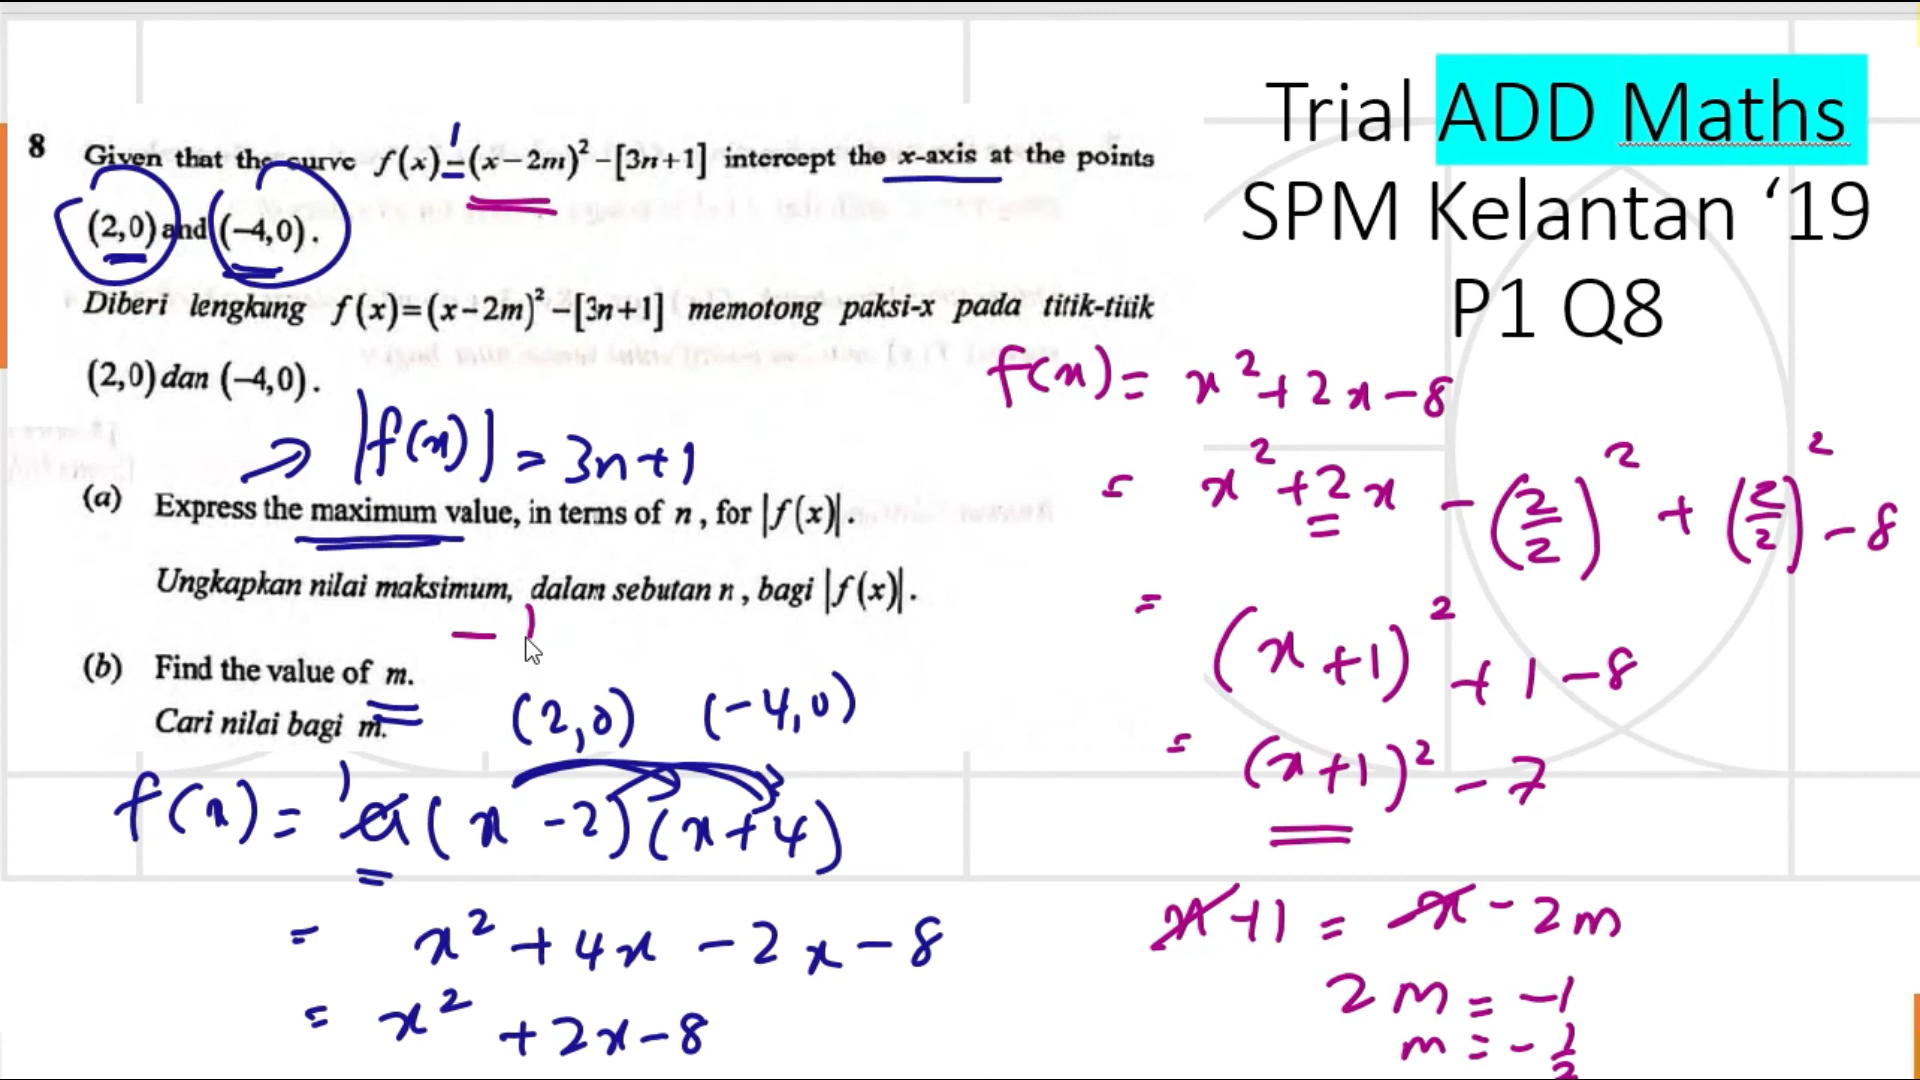 Trial ADD Maths
SPM Kelantan ‘19
P1 Q8
8 Given that the curve f(x)=(x−2m)²−[3n+1] intercept the x-axis at the points
1
(2,0) and (−4,0).
Diberi lengkung f(x)=(x−2m)²−[3n+1] memotong paksi-x pada titik-titik
(2,0) dan (−4,0).
|f(x)| = 3n+1
(a) Express the maximum value, in terms of n, for |f(x)|.
Ungkapkan nilai maksimum, dalam sebutan n, bagi |f(x)|.
− 1
(b) Find the value of m.
Cari nilai bagi m.
(2,0) (−4,0)
f(x) = 1 a(x −2)(x+4)
= x² + 4x − 2x − 8
= x² + 2x − 8
f(x) = x² + 2x − 8
= x² + 2x − (2/2)² + (2/2)² − 8
= (x+1)² + 1 − 8
= (x+1)² − 7
x+1 = x − 2m
2m = −1
m = −1/2